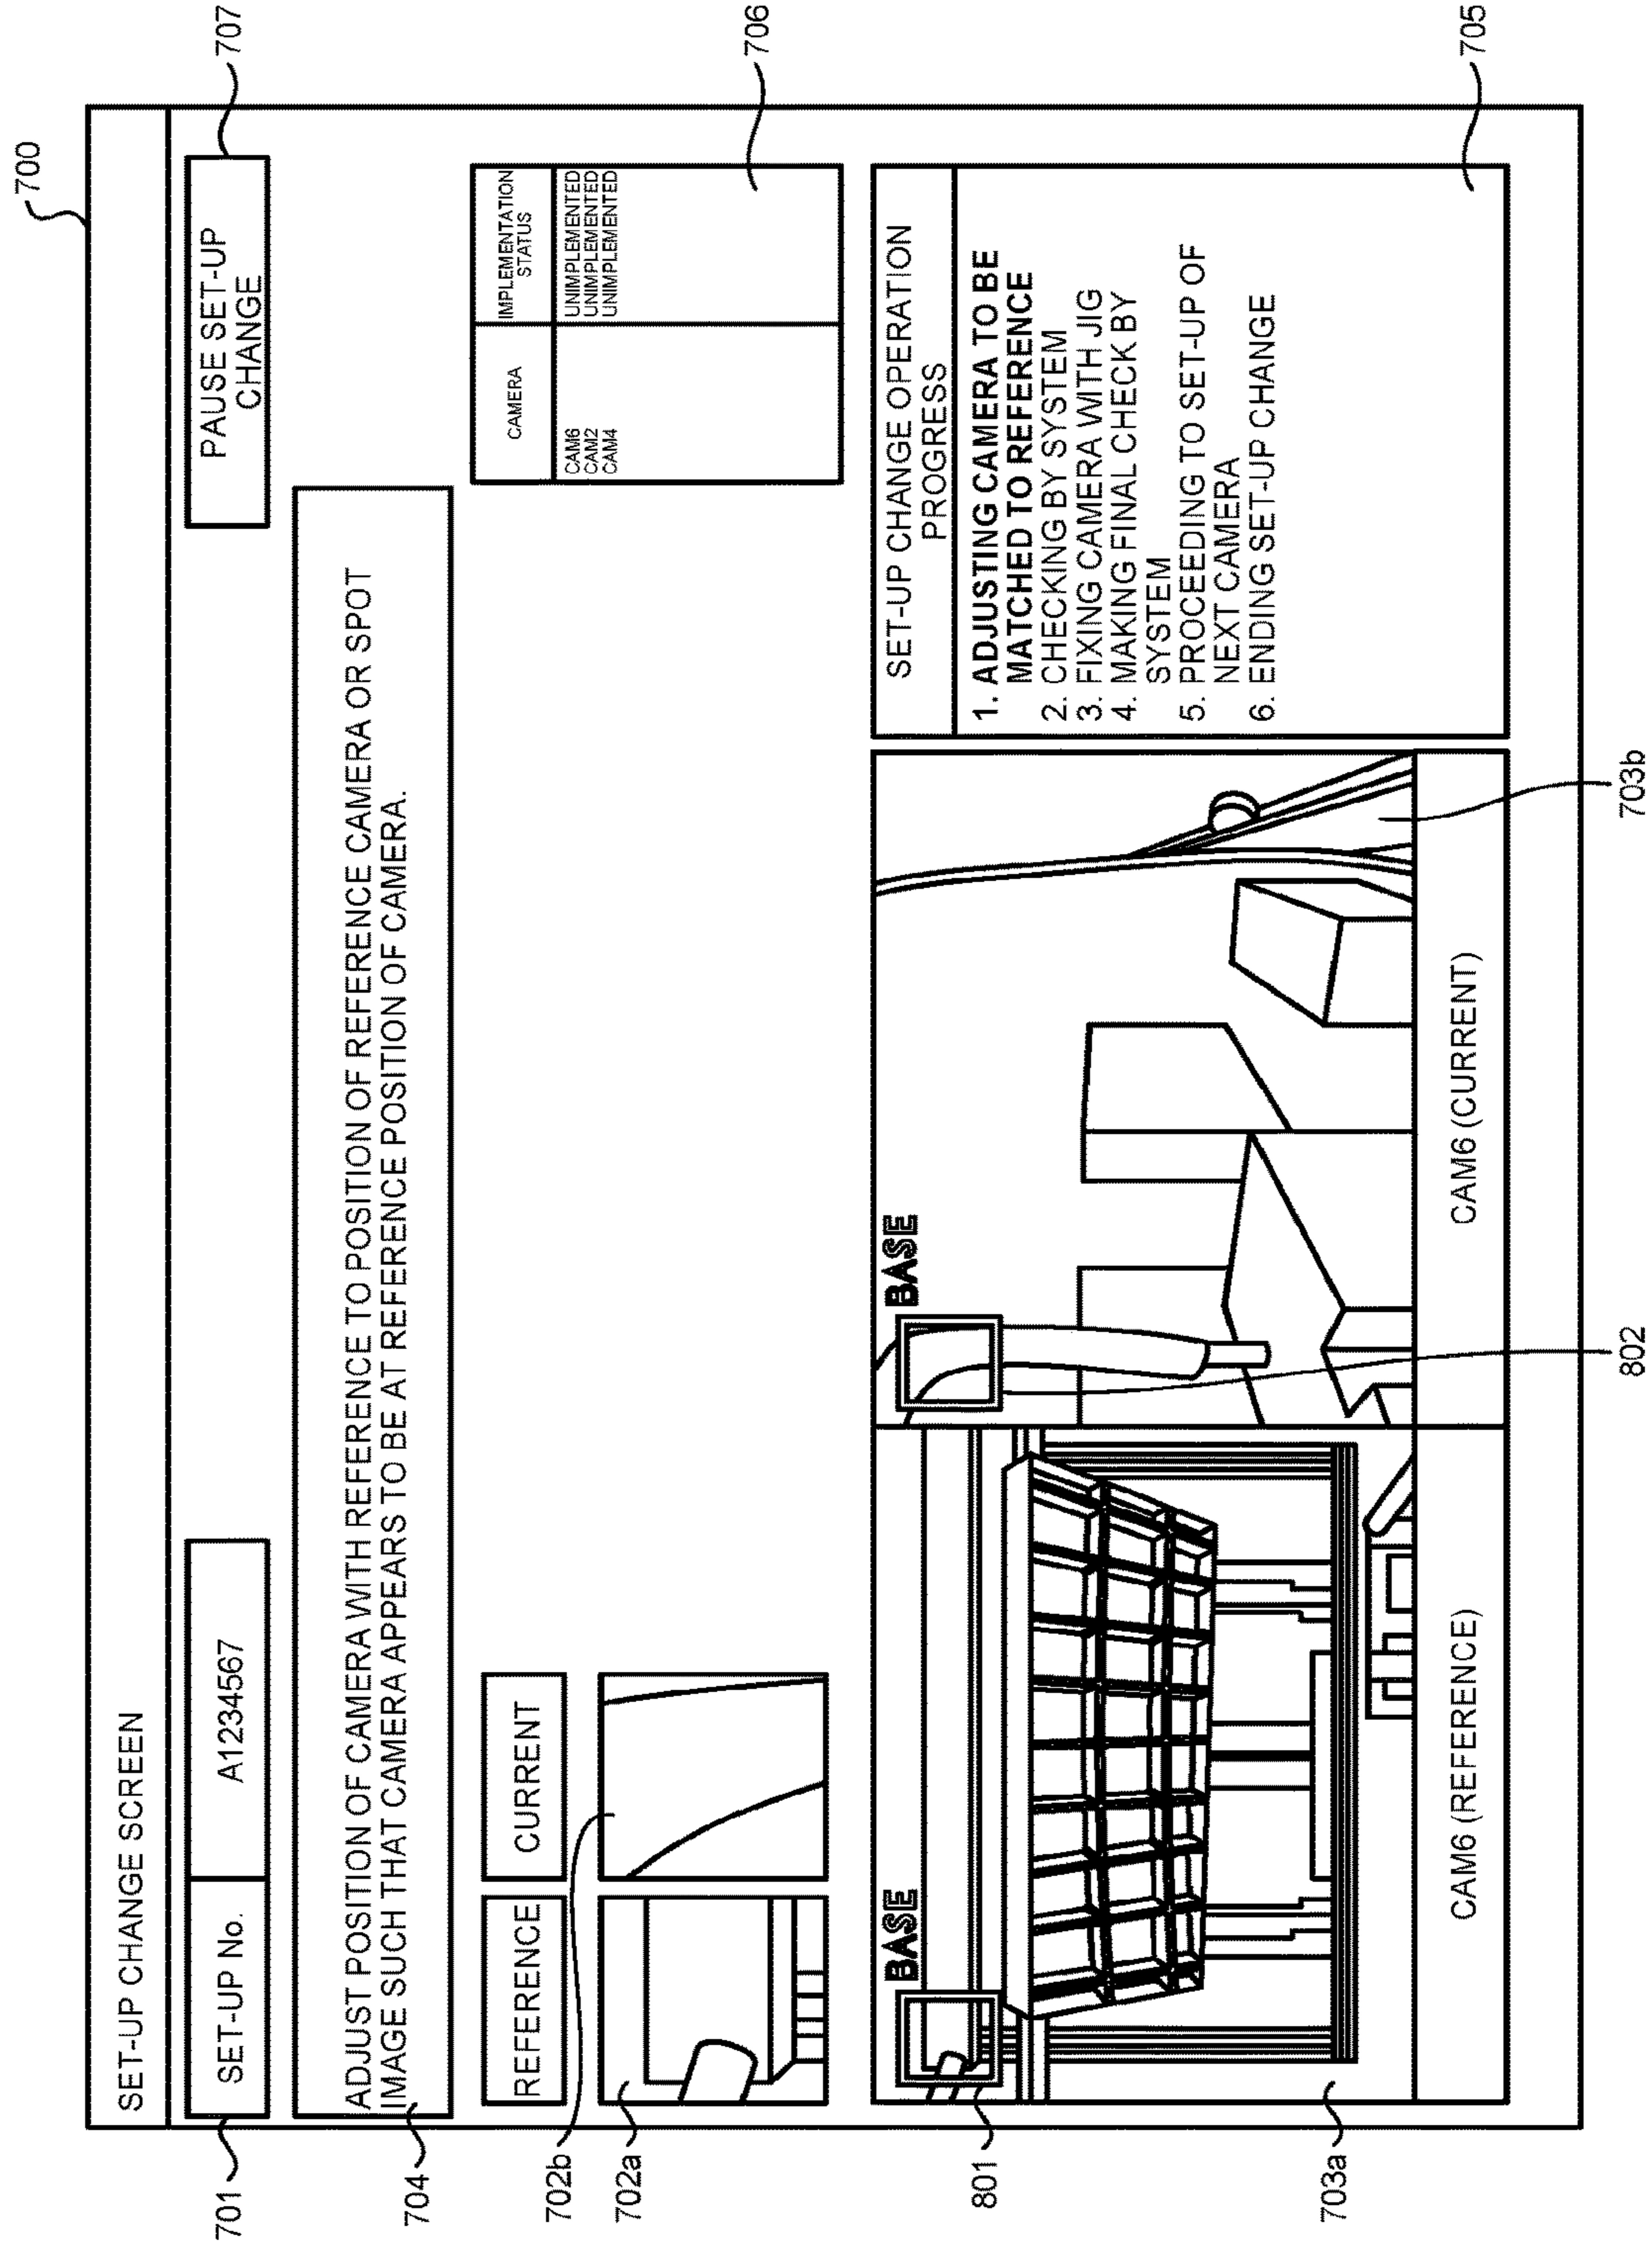 700
SET-UP CHANGE SCREEN
701
SET-UP No.
A1234567
PAUSE SET-UP
CHANGE
707
704
ADJUST POSITION OF CAMERA WITH REFERENCE TO POSITION OF REFERENCE CAMERA OR SPOT
IMAGE SUCH THAT CAMERA APPEARS TO BE AT REFERENCE POSITION OF CAMERA.
REFERENCE
CURRENT
702b
702a
CAMERA
IMPLEMENTATION
STATUS
CAM6 UNIMPLEMENTED
CAM2 UNIMPLEMENTED
CAM4 UNIMPLEMENTED
706
BASE
BASE
801
703a
CAM6 (REFERENCE)
CAM6 (CURRENT)
802
703b
SET-UP CHANGE OPERATION
PROGRESS
1. ADJUSTING CAMERA TO BE
MATCHED TO REFERENCE
2. CHECKING BY SYSTEM
3. FIXING CAMERA WITH JIG
4. MAKING FINAL CHECK BY
SYSTEM
5. PROCEEDING TO SET-UP OF
NEXT CAMERA
6. ENDING SET-UP CHANGE
705